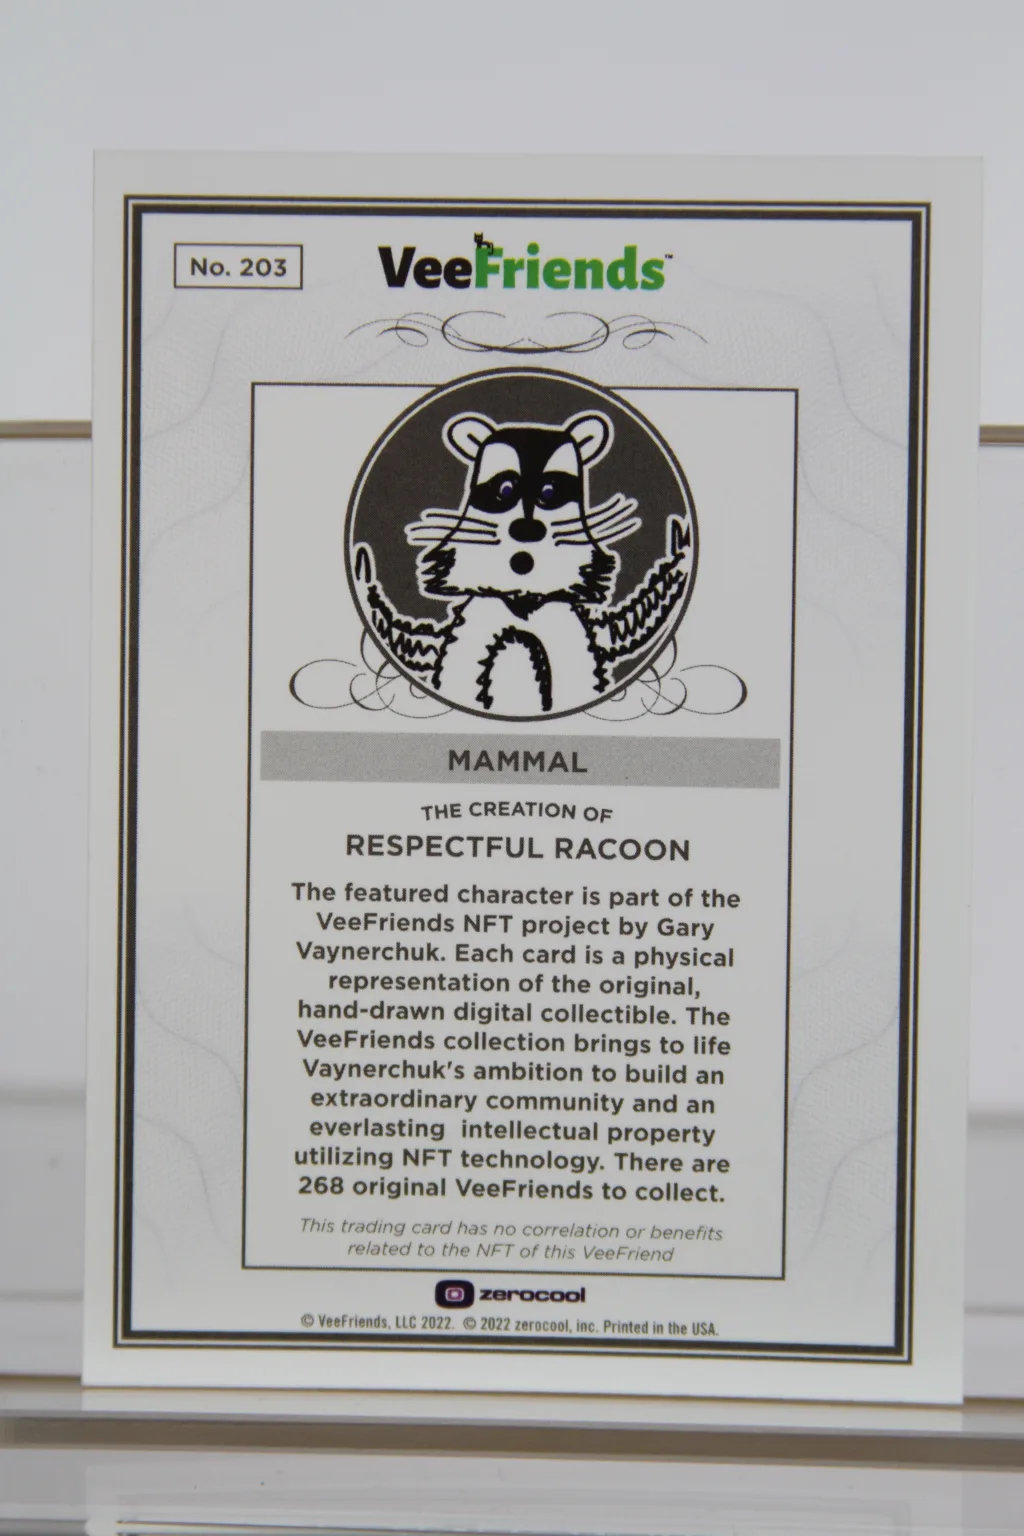 No. 203
VeeFriends™
MAMMAL
THE CREATION OF
RESPECTFUL RACOON
The featured character is part of the
VeeFriends NFT project by Gary
Vaynerchuk. Each card is a physical
representation of the original,
hand-drawn digital collectible. The
VeeFriends collection brings to life
Vaynerchuk's ambition to build an
extraordinary community and an
everlasting intellectual property
utilizing NFT technology. There are
268 original VeeFriends to collect.
This trading card has no correlation or benefits
related to the NFT of this VeeFriend
zerocool
© VeeFriends, LLC 2022. © 2022 zerocool, inc. Printed in the USA.